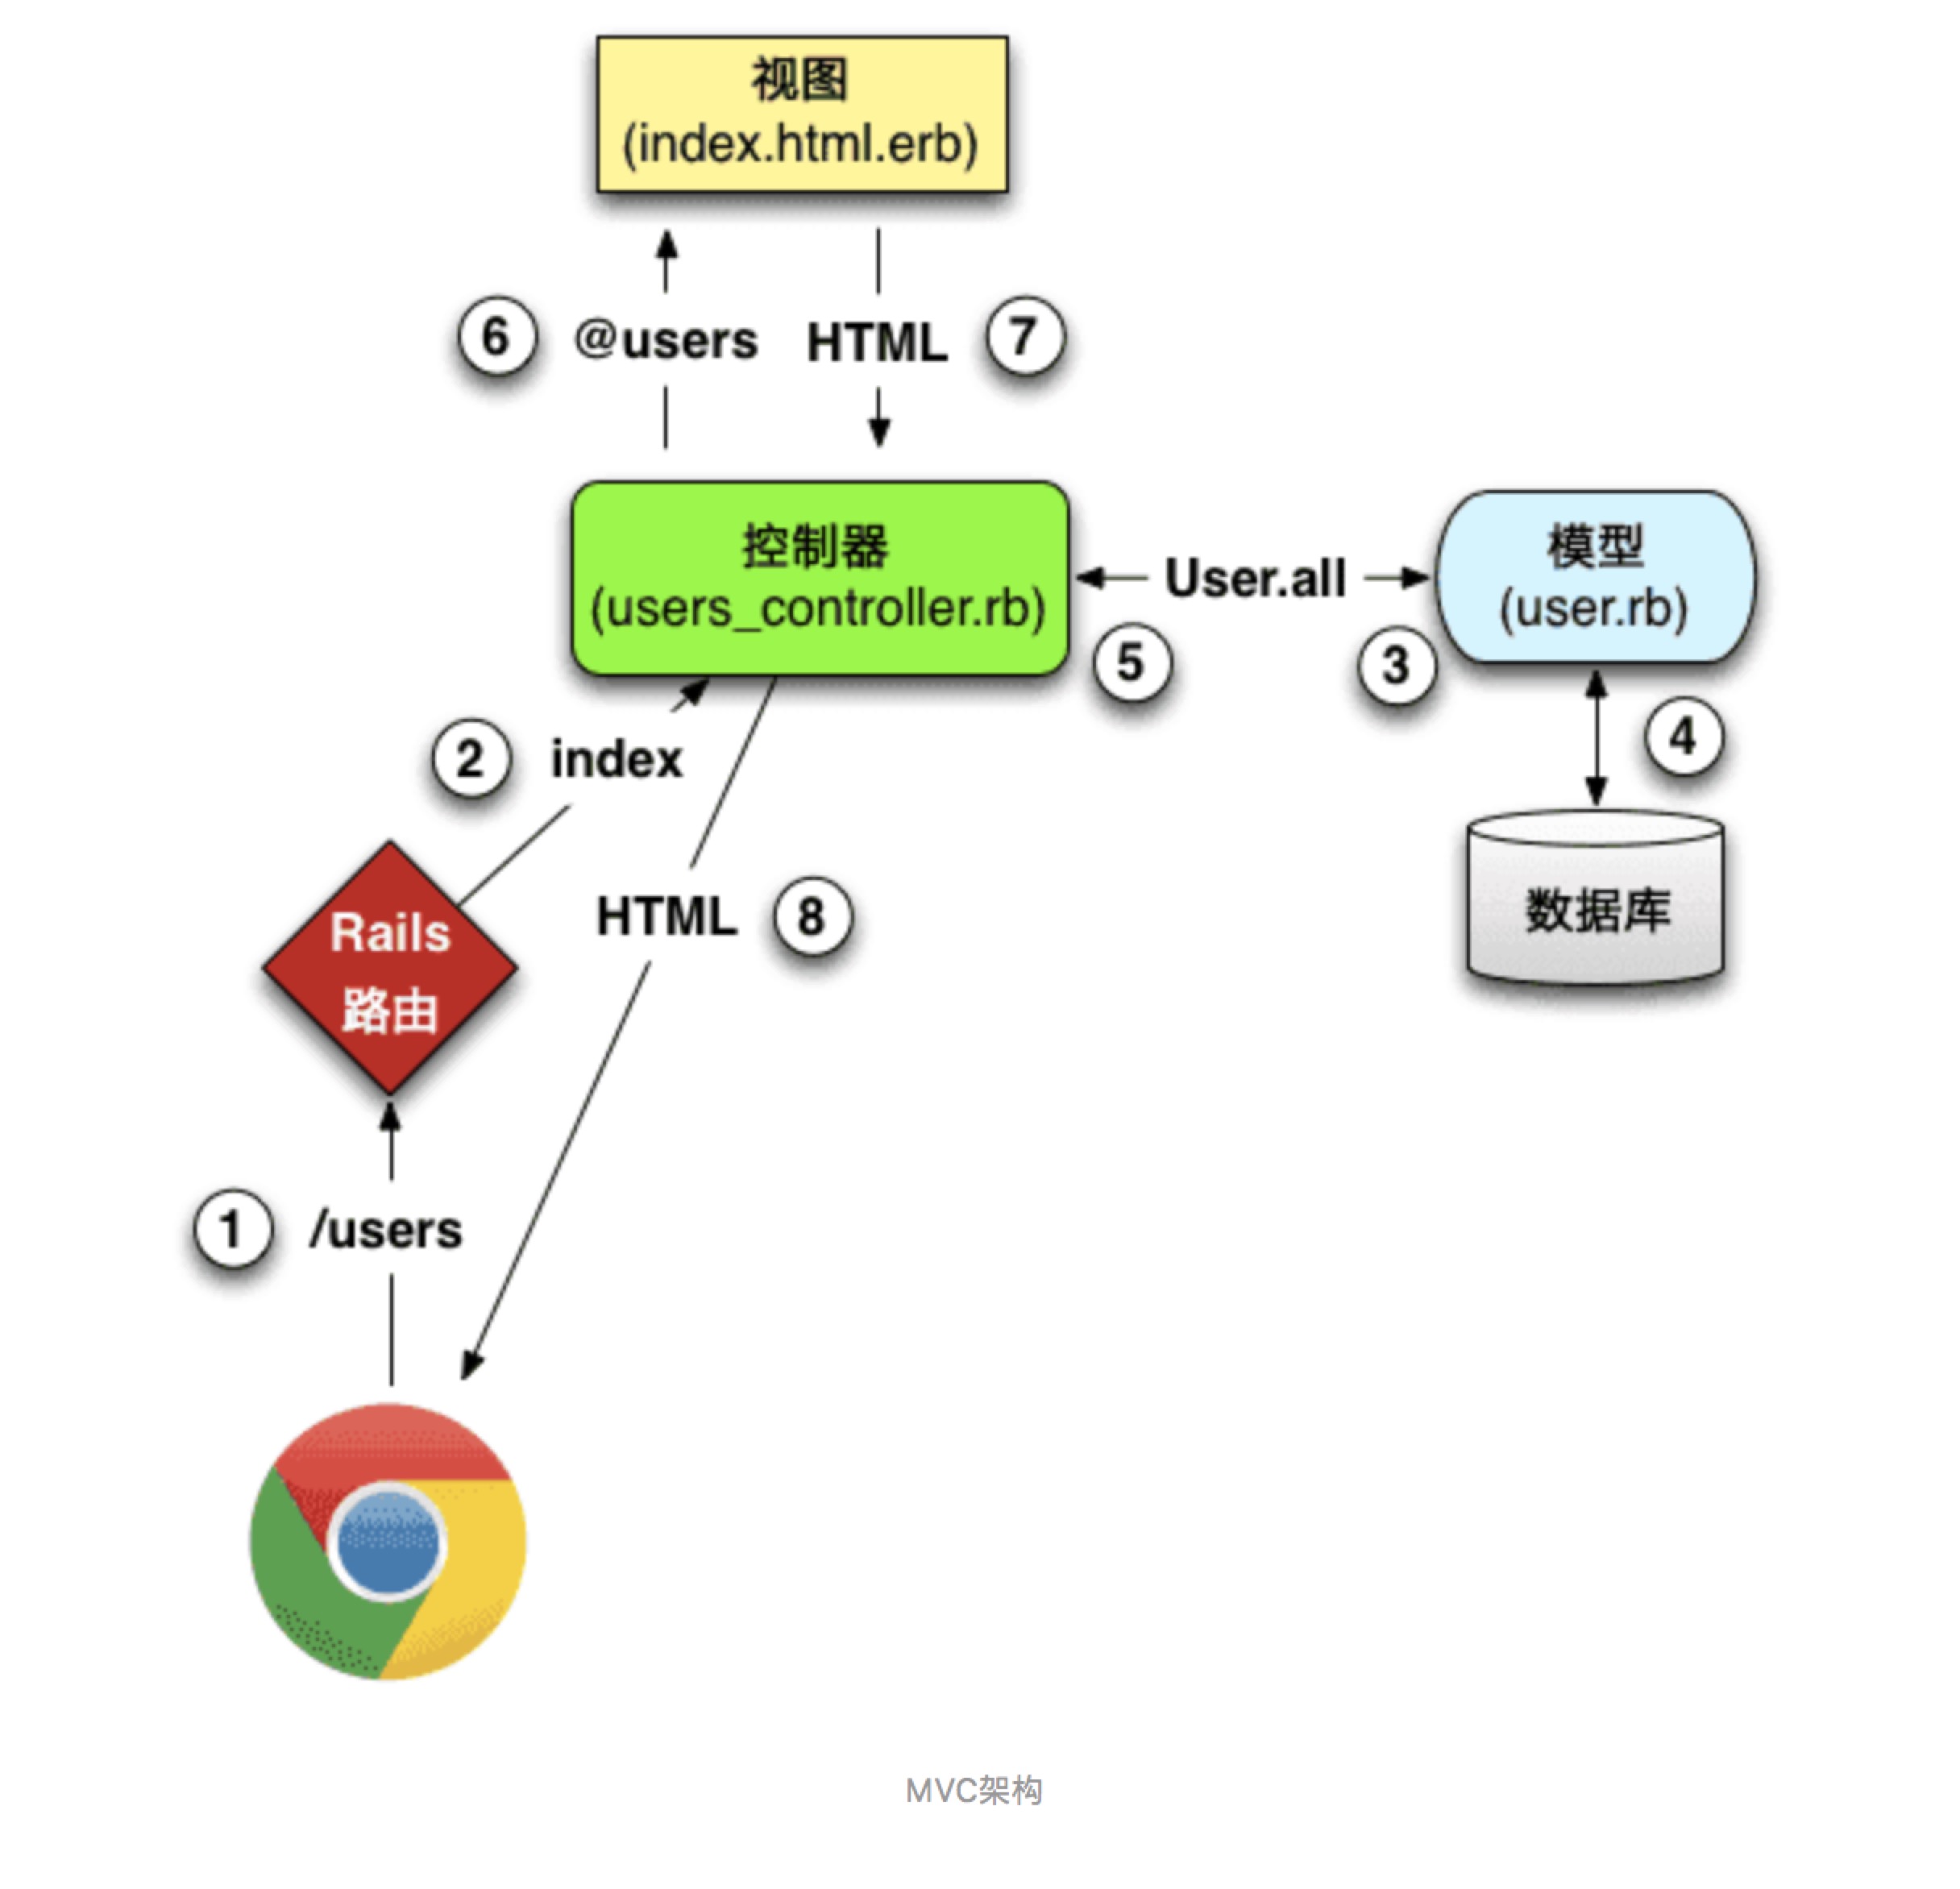 视图
(index.html.erb)
6 @users HTML 7
控制器
(users_controller.rb)
User.all
模型
(user.rb)
5
3
2 index
4
Rails
路由
HTML 8
数据库
1 /users
MVC架构